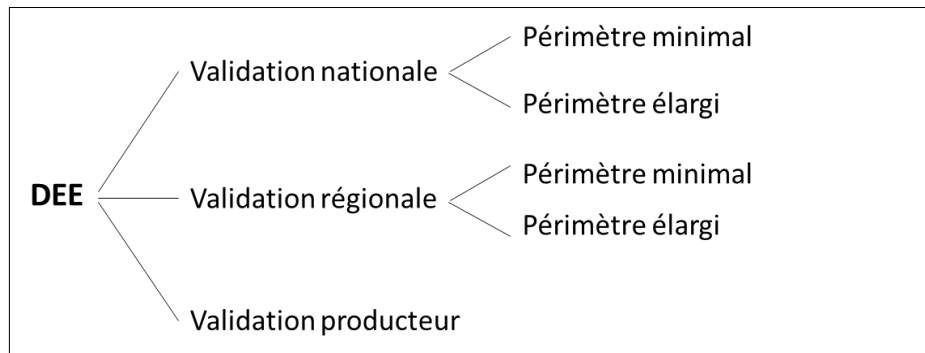 DEE
Validation nationale
Périmètre minimal
Périmètre élargi
Validation régionale
Périmètre minimal
Périmètre élargi
Validation producteur